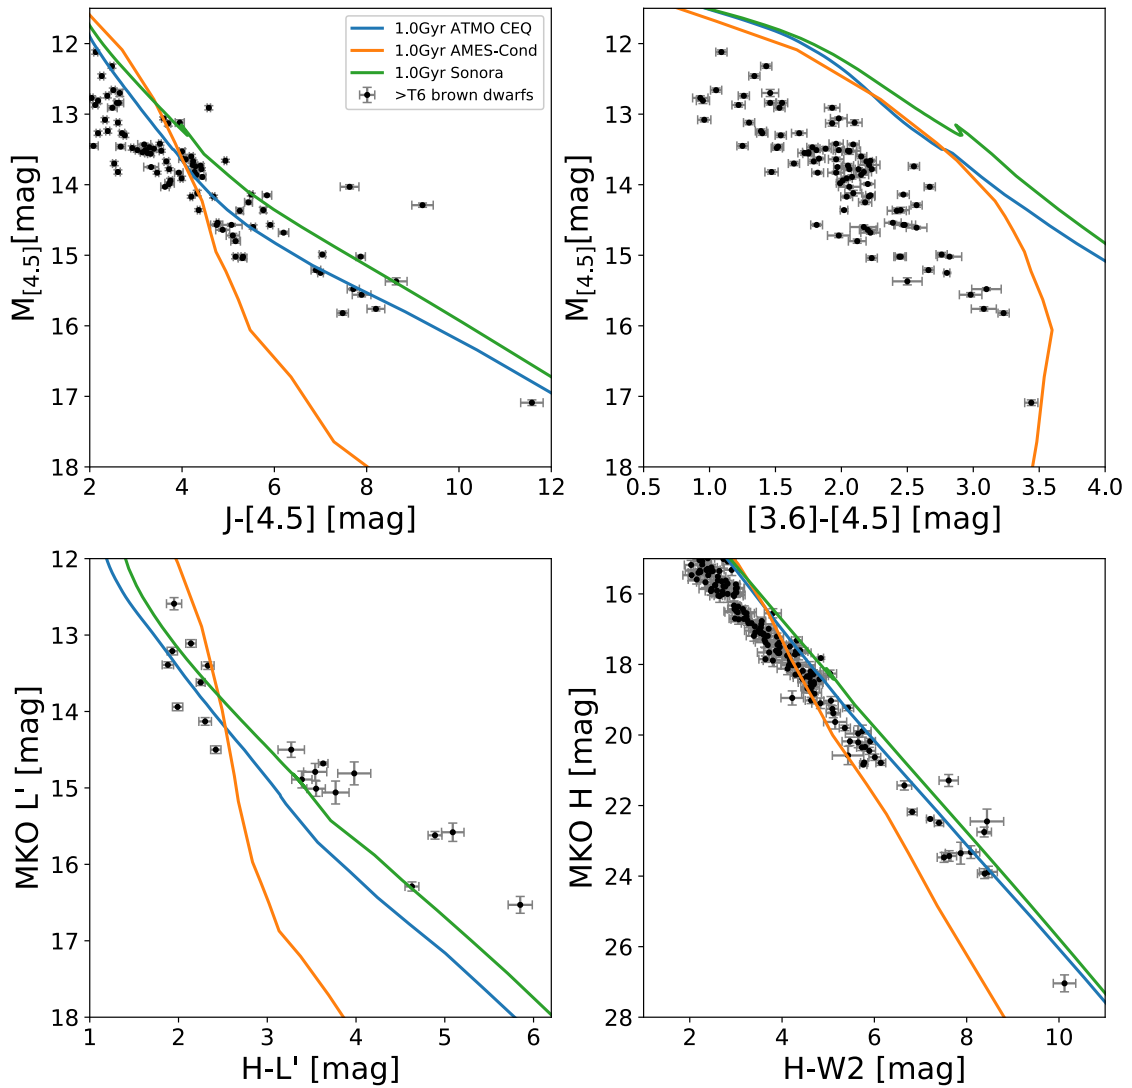 1.0Gyr ATMO CEQ
1.0Gyr AMES-Cond
1.0Gyr Sonora
>T6 brown dwarfs
12
13
14
15
16
17
18
M[4.5][mag]
2 4 6 8 10 12
J-[4.5] [mag]
12
13
14
15
16
17
18
M[4.5][mag]
0.5 1.0 1.5 2.0 2.5 3.0 3.5 4.0
[3.6]-[4.5] [mag]
12
13
14
15
16
17
18
MKO L' [mag]
1 2 3 4 5 6
H-L' [mag]
16
18
20
22
24
26
28
MKO H [mag]
2 4 6 8 10
H-W2 [mag]